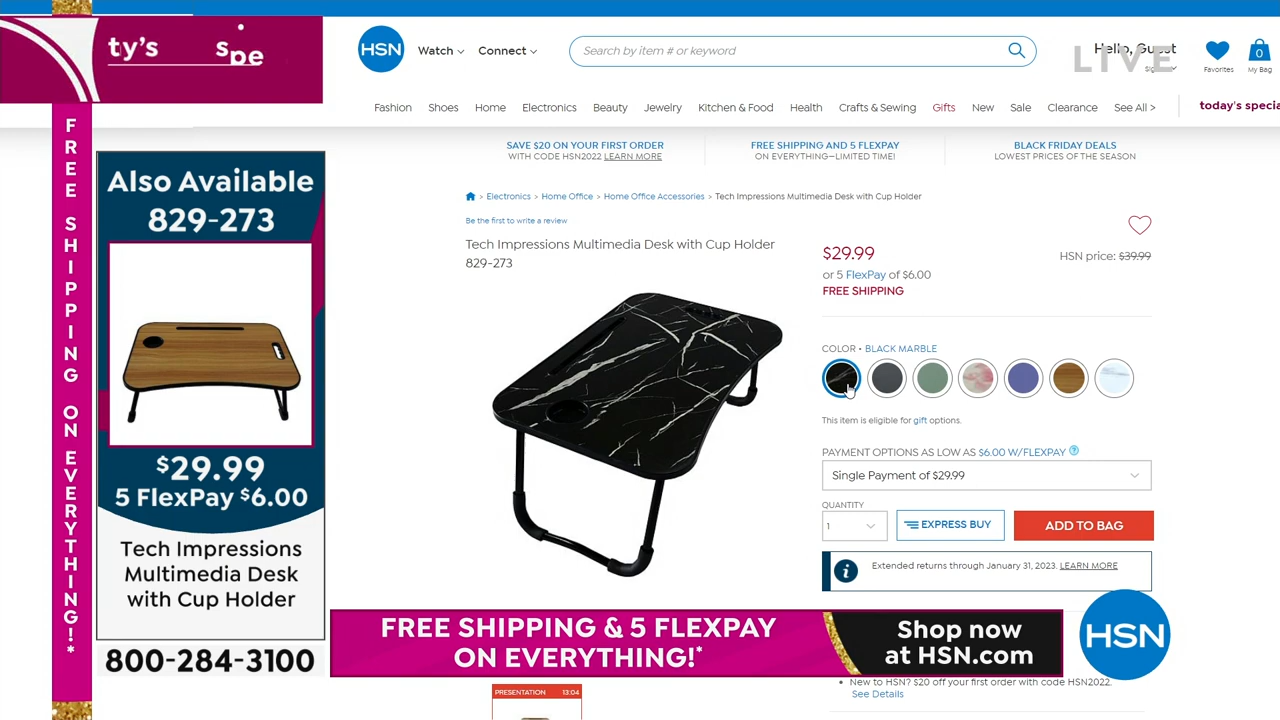 ty's spe
FREE SHIPPING ON EVERYTHING!*
Also Available
829-273
$29.99
5 FlexPay $6.00
Tech Impressions
Multimedia Desk
with Cup Holder
800-284-3100
HSN
Watch
Connect
Search by item # or keyword
Hello, Guest
LIVE
Favorites
0
My Bag
Fashion Shoes Home Electronics Beauty Jewelry Kitchen & Food Health Crafts & Sewing Gifts New Sale Clearance See All > today's specia
SAVE $20 ON YOUR FIRST ORDER
WITH CODE HSN2022 LEARN MORE
FREE SHIPPING AND 5 FLEXPAY
ON EVERYTHING—LIMITED TIME!
BLACK FRIDAY DEALS
LOWEST PRICES OF THE SEASON
> Electronics > Home Office > Home Office Accessories > Tech Impressions Multimedia Desk with Cup Holder
Be the first to write a review
Tech Impressions Multimedia Desk with Cup Holder
829-273
$29.99
HSN price: $39.99
or 5 FlexPay of $6.00
FREE SHIPPING
COLOR • BLACK MARBLE
This item is eligible for gift options.
PAYMENT OPTIONS AS LOW AS $6.00 W/FLEXPAY ?
Single Payment of $29.99
QUANTITY
1
EXPRESS BUY
ADD TO BAG
i
Extended returns through January 31, 2023. LEARN MORE
FREE SHIPPING & 5 FLEXPAY
ON EVERYTHING!*
Shop now
at HSN.com
HSN
• New to HSN? $20 off your first order with code HSN2022.
See Details
PRESENTATION 13:04